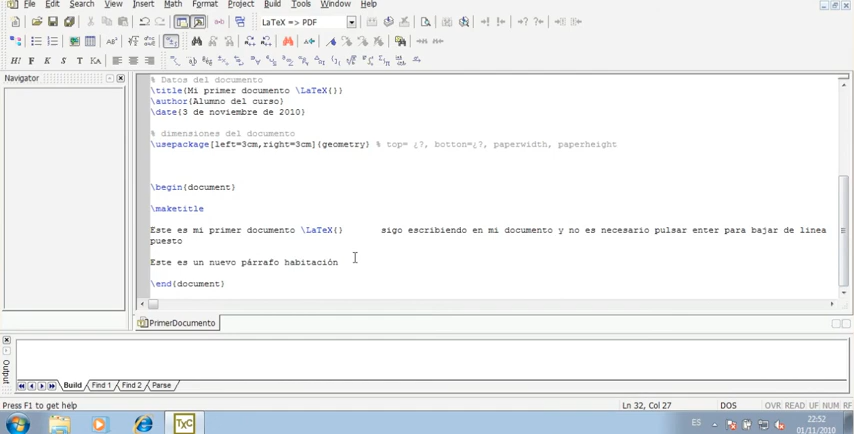 File Edit Search View Insert Math Format Project Build Tools Window Help
LaTeX => PDF
H! F K S T KA
Navigator
% Datos del documento
\title{Mi primer documento \LaTeX{}}
\author{Alumno del curso}
\date{3 de noviembre de 2010}
% dimensiones del documento
\usepackage[left=3cm,right=3cm]{geometry} % top= ¿?, botton=¿?, paperwidth, paperheight
\begin{document}
\maketitle
Este es mi primer documento \LaTeX{} sigo escribiendo en mi documento y no es necesario pulsar enter para bajar de linea
puesto
Este es un nuevo párrafo habitación
\end{document}
PrimerDocumento
Output
Build Find 1 Find 2 Parse
Press F1 to get help Ln 32, Col 27 DOS OVR READ UF NUM RF
TXC ES 22:52
01/11/2010